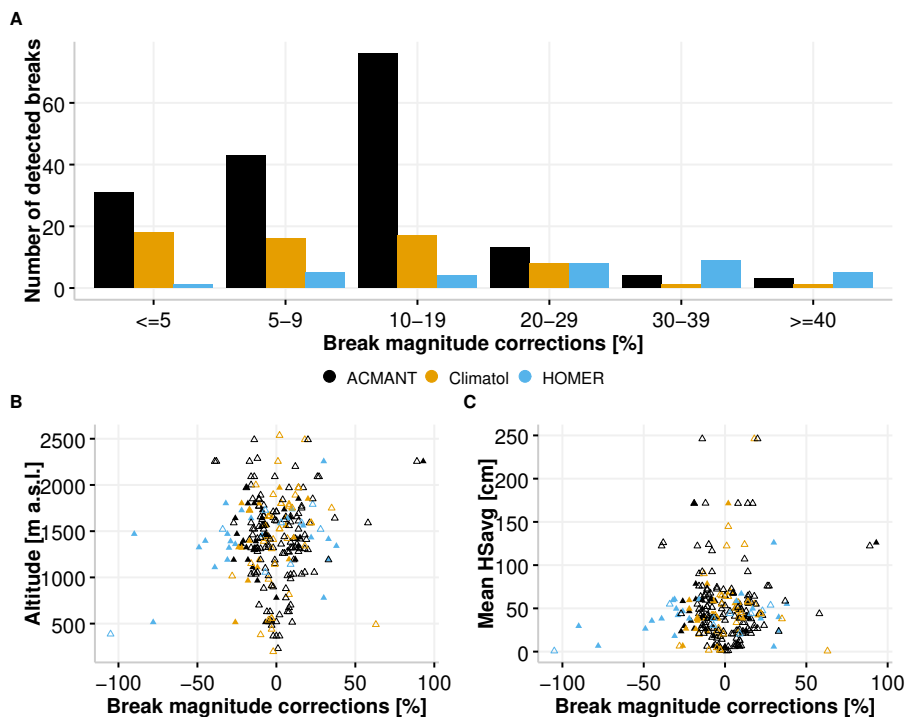 A
Number of detected breaks
60
40
20
0
<=5 5−9 10−19 20−29 30−39 >=40
Break magnitude corrections [%]
ACMANT Climatol HOMER
B
Altitude [m a.s.l.]
2500
2000
1500
1000
500
−100 −50 0 50 100
Break magnitude corrections [%]
C
Mean HSavg [cm]
250
200
150
100
50
0
−100 −50 0 50 100
Break magnitude corrections [%]